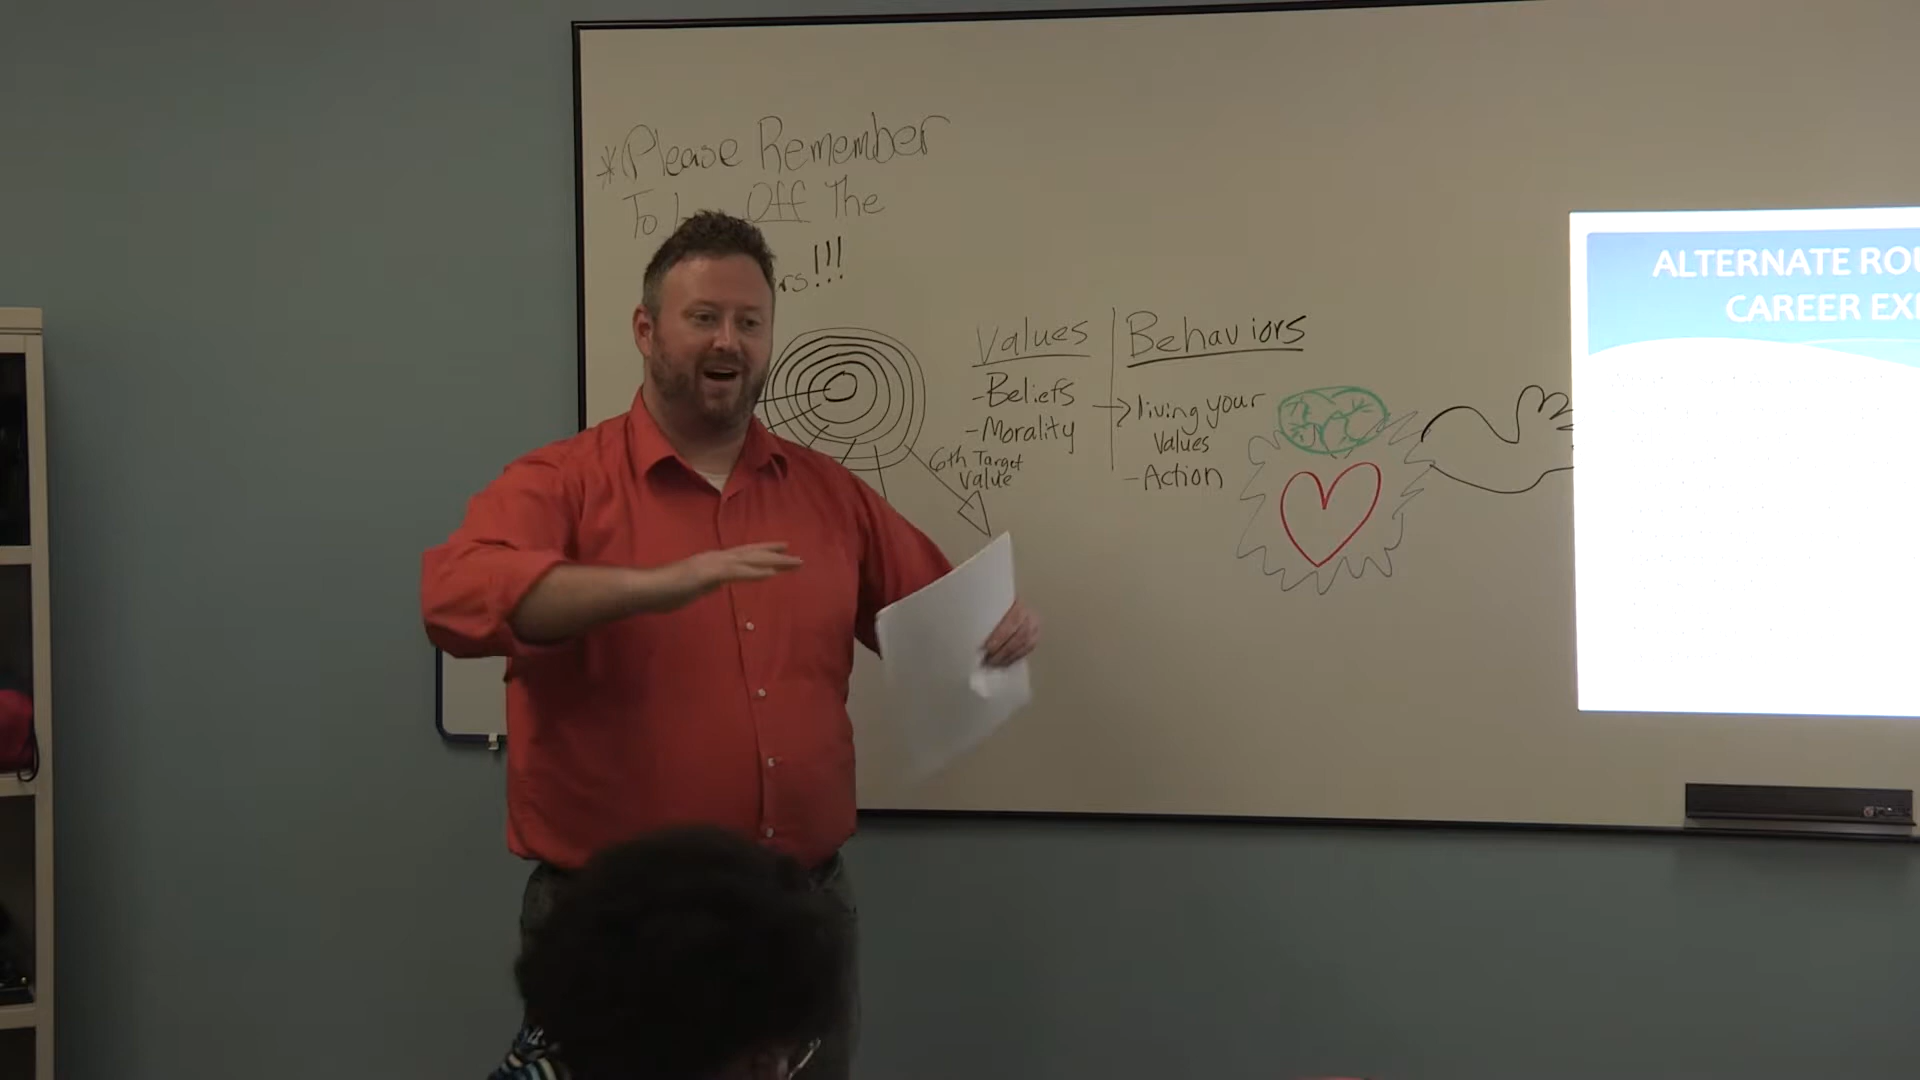 *Please Remember
To Off The
rs!!!
Values
-Beliefs
-Morality
6th Target
Value
Behaviors
living your
Values
-Action
ALTERNATE ROU
CAREER EX